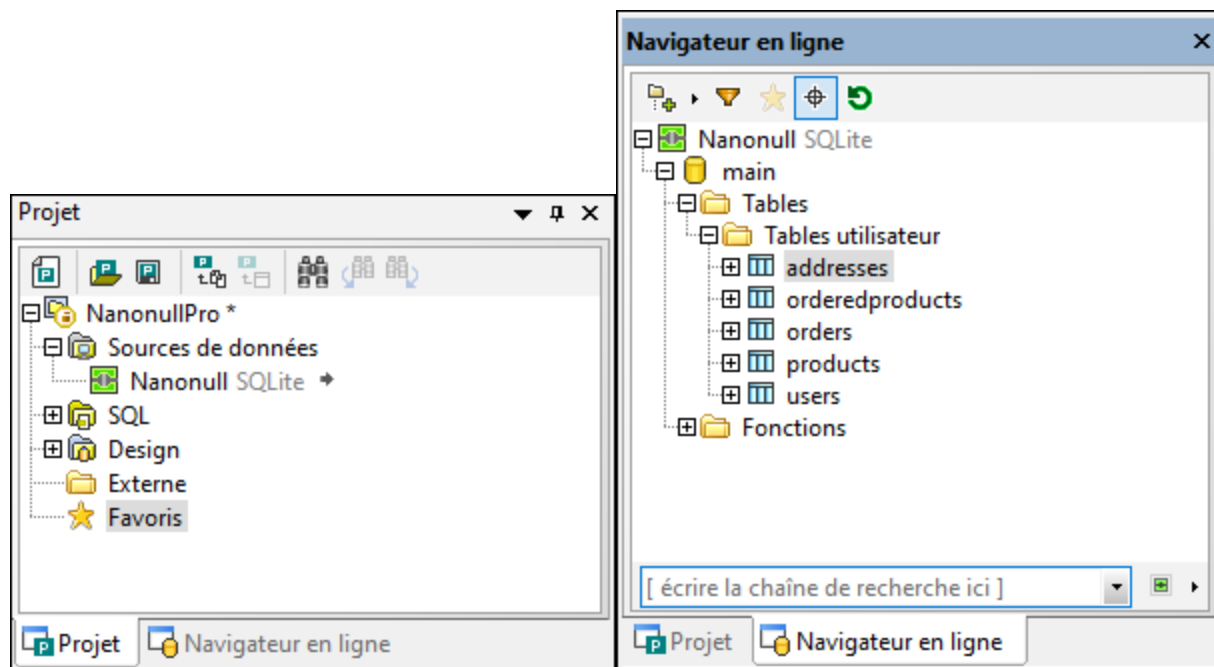 Projet
NanonullPro *
Sources de données
Nanonull SQLite
SQL
Design
Externe
Favoris
Projet
Navigateur en ligne
Navigateur en ligne
Nanonull SQLite
main
Tables
Tables utilisateur
addresses
orderedproducts
orders
products
users
Fonctions
[ écrire la chaîne de recherche ici ]
Projet
Navigateur en ligne